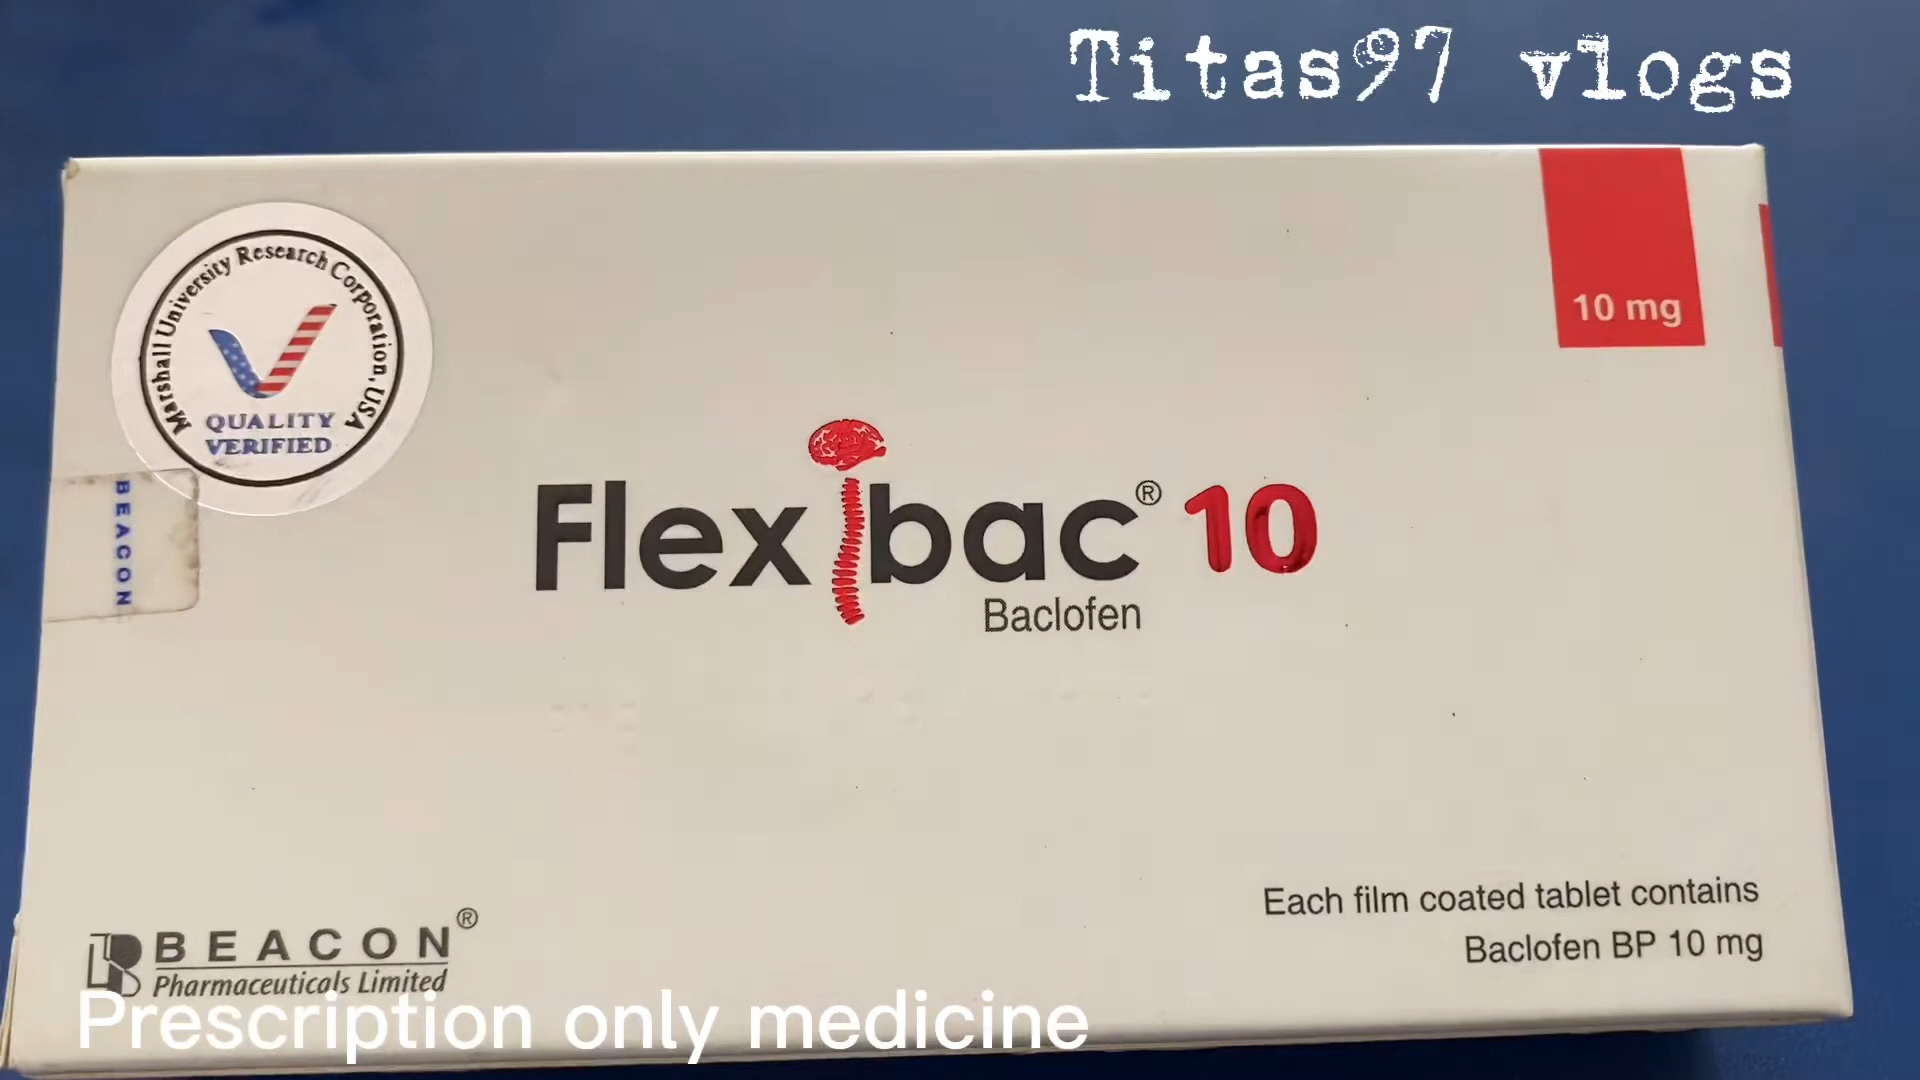 Titas97 vlogs
Marshall University Research Corporation, USA
QUALITY
VERIFIED
BEACON
10 mg
Flexibac® 10
Baclofen
Each film coated tablet contains
Baclofen BP 10 mg
BEACON®
Pharmaceuticals Limited
Prescription only medicine